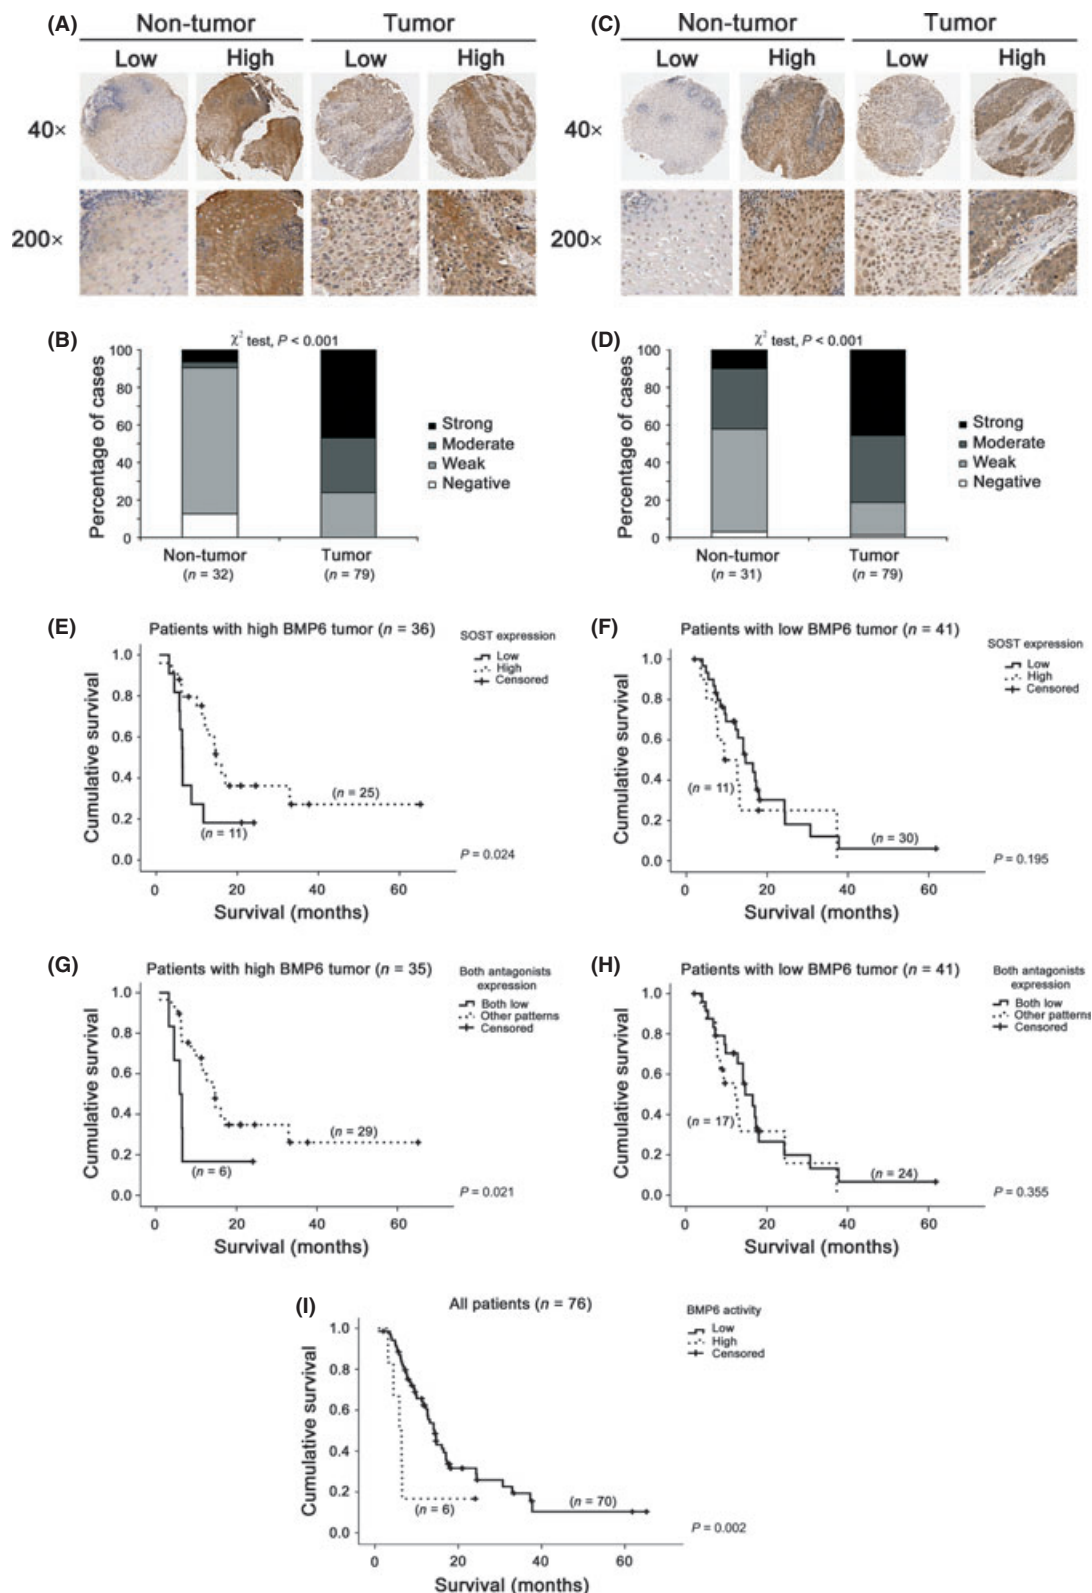 (A)
Non-tumor Tumor
Low High Low High
40×
200×
(C)
Non-tumor Tumor
Low High Low High
40×
200×
(B)
χ² test, P < 0.001
Percentage of cases
100
80
60
40
20
0
Non-tumor Tumor
(n = 32) (n = 79)
Strong
Moderate
Weak
Negative
(D)
χ² test, P < 0.001
Percentage of cases
100
80
60
40
20
0
Non-tumor Tumor
(n = 31) (n = 79)
Strong
Moderate
Weak
Negative
(E)
Patients with high BMP6 tumor (n = 36)
SOST expression
Low
High
Censored
Cumulative survival
1.0
0.8
0.6
0.4
0.2
0.0
(n = 25)
(n = 11)
P = 0.024
0 20 40 60
Survival (months)
(F)
Patients with low BMP6 tumor (n = 41)
SOST expression
Low
High
Censored
Cumulative survival
1.0
0.8
0.6
0.4
0.2
0.0
(n = 11)
(n = 30)
P = 0.195
0 20 40 60
Survival (months)
(G)
Patients with high BMP6 tumor (n = 35)
Both antagonists
expression
Both low
Other patterns
Censored
Cumulative survival
1.0
0.8
0.6
0.4
0.2
0.0
(n = 29)
(n = 6)
P = 0.021
0 20 40 60
Survival (months)
(H)
Patients with low BMP6 tumor (n = 41)
Both antagonists
expression
Both low
Other patterns
Censored
Cumulative survival
1.0
0.8
0.6
0.4
0.2
0.0
(n = 17)
(n = 24)
P = 0.355
0 20 40 60
Survival (months)
(I)
All patients (n = 76)
BMP6 activity
Low
High
Censored
Cumulative survival
1.0
0.8
0.6
0.4
0.2
0.0
(n = 6)
(n = 70)
P = 0.002
0 20 40 60
Survival (months)